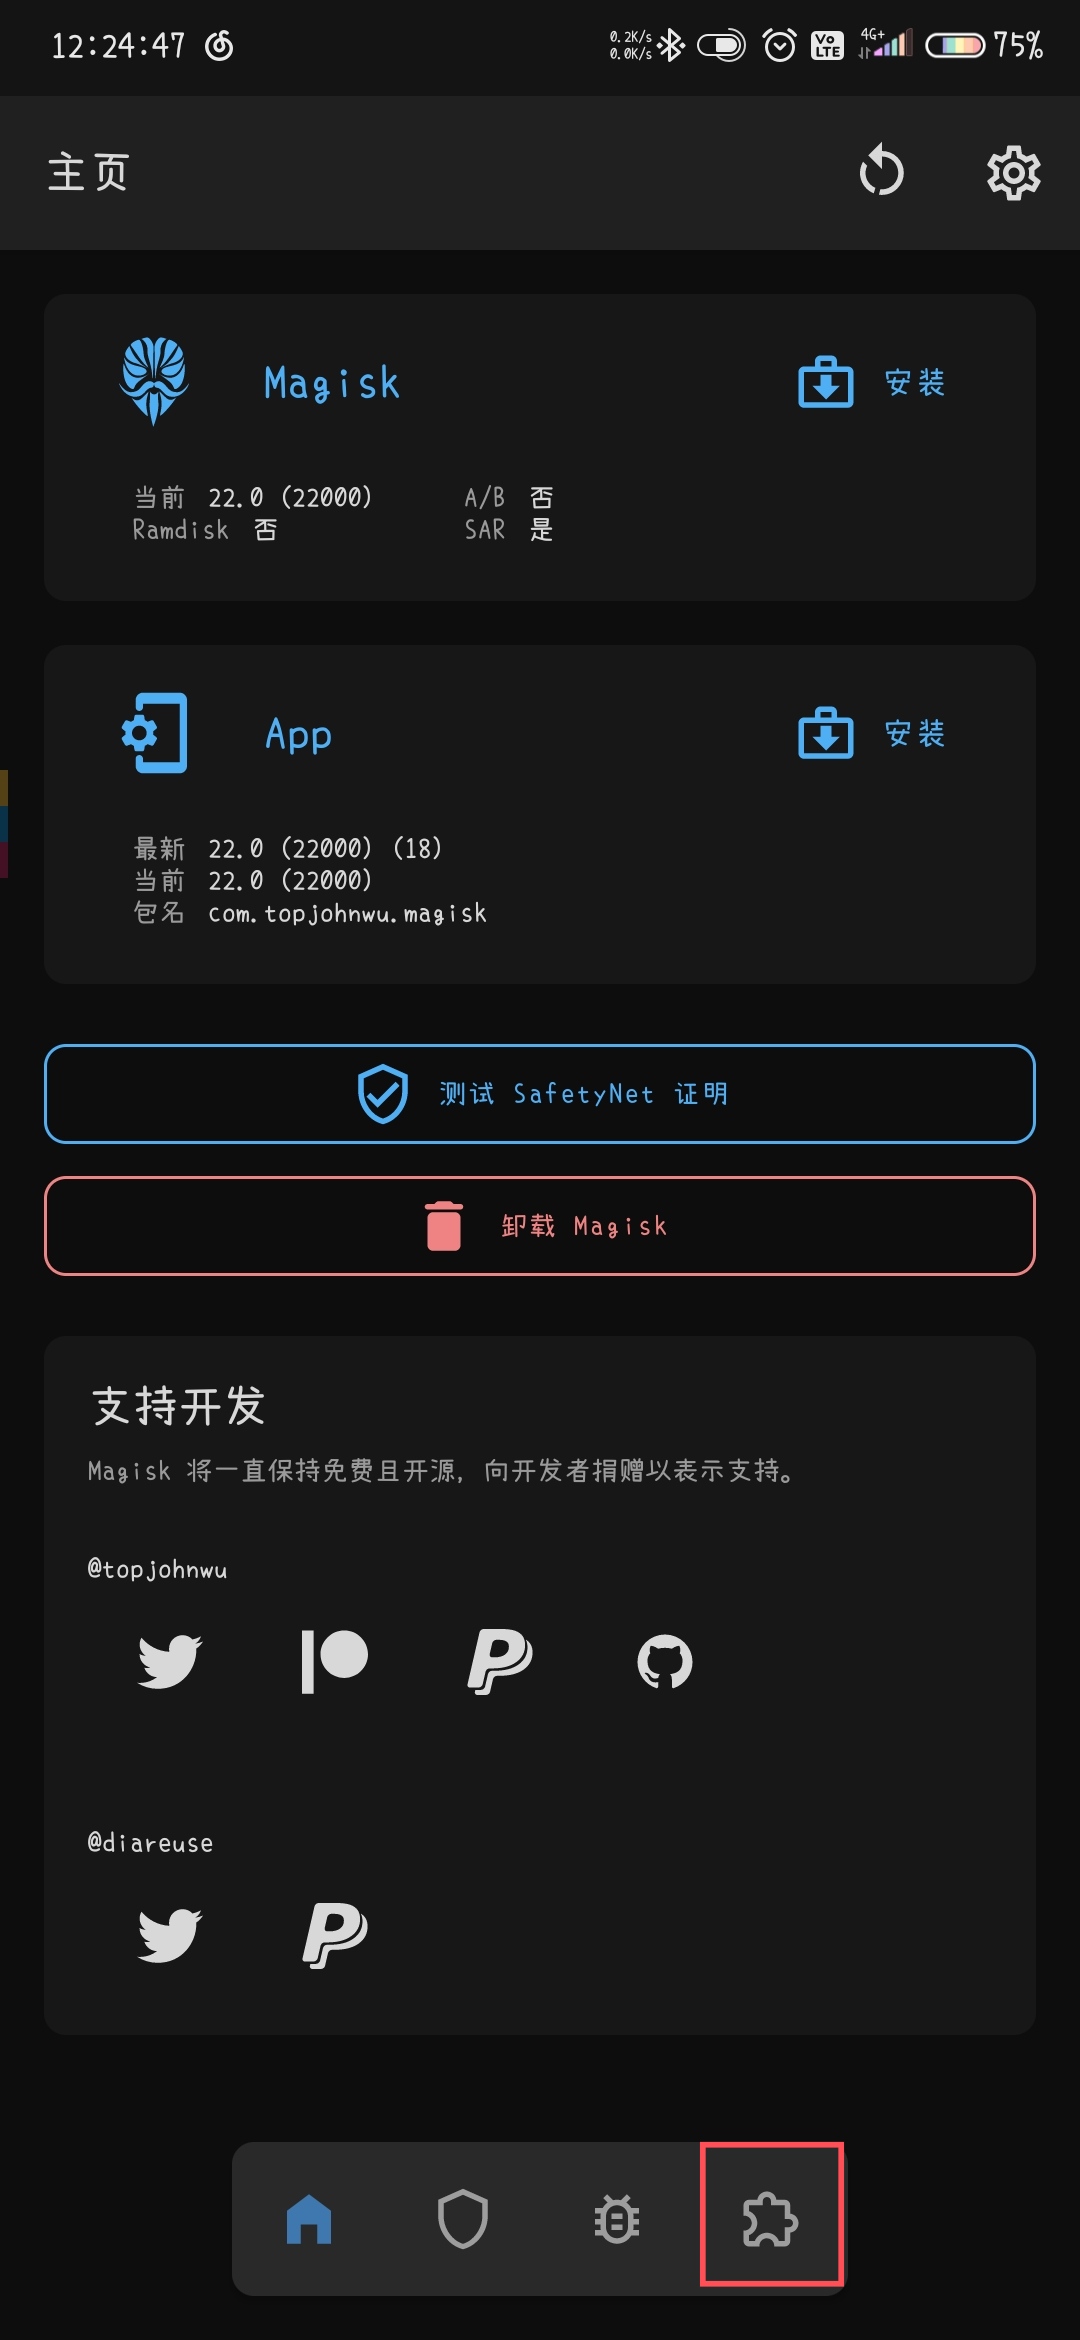 12:24:47
0.2K/s
0.0K/s
Vo LTE
4G+
75%
主页
Magisk
安装
当前 22.0 (22000)
A/B 否
Ramdisk 否
SAR 是
App
安装
最新 22.0 (22000) (18)
当前 22.0 (22000)
包名 com.topjohnwu.magisk
测试 SafetyNet 证明
卸载 Magisk
支持开发
Magisk 将一直保持免费且开源，向开发者捐赠以表示支持。
@topjohnwu
@diareuse